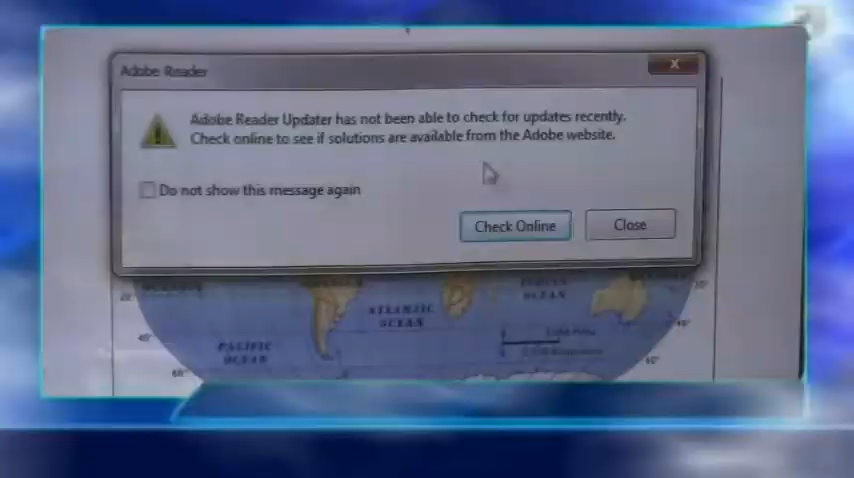 Adobe Reader
X
Adobe Reader Updater has not been able to check for updates recently.
Check online to see if solutions are available from the Adobe website.
Do not show this message again
Check Online
Close
OCEAN
ATLANTIC
OCEAN
PACIFIC
OCEAN